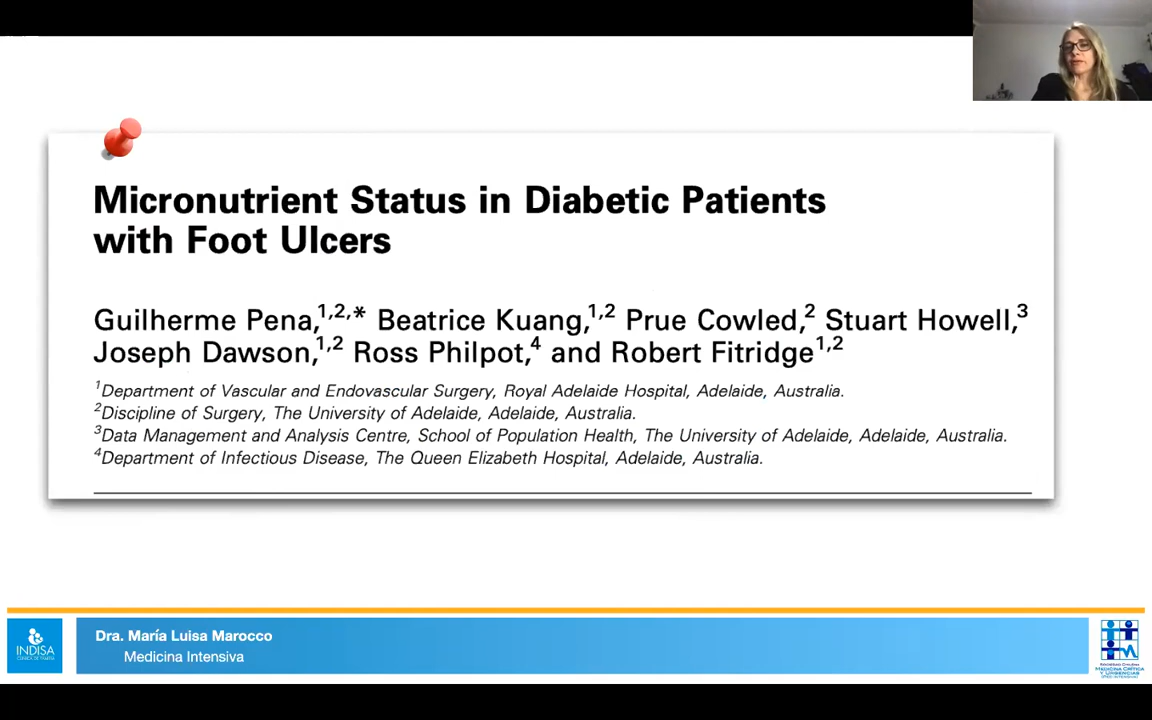 Micronutrient Status in Diabetic Patients
with Foot Ulcers
Guilherme Pena,1,2,* Beatrice Kuang,1,2 Prue Cowled,2 Stuart Howell,3
Joseph Dawson,1,2 Ross Philpot,4 and Robert Fitridge1,2
1Department of Vascular and Endovascular Surgery, Royal Adelaide Hospital, Adelaide, Australia.
2Discipline of Surgery, The University of Adelaide, Adelaide, Australia.
3Data Management and Analysis Centre, School of Population Health, The University of Adelaide, Adelaide, Australia.
4Department of Infectious Disease, The Queen Elizabeth Hospital, Adelaide, Australia.
INDISA
Dra. María Luisa Marocco
Medicina Intensiva
MEDICINA CRÍTICA
Y URGENCIAS